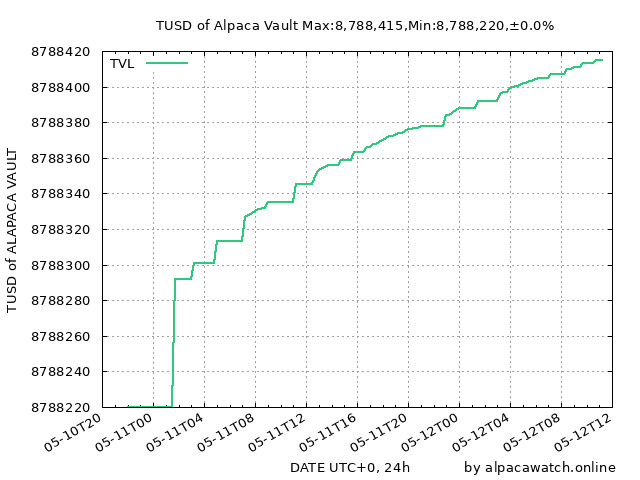 TUSD of Alpaca Vault Max:8,788,415,Min:8,788,220,±0.0%
TVL
8788420
8788400
8788380
8788360
8788340
8788320
8788300
8788280
8788260
8788240
8788220
TUSD of ALAPACA VAULT
05-10T20
05-11T00
05-11T04
05-11T08
05-11T12
05-11T16
05-11T20
05-12T00
05-12T04
05-12T08
05-12T12
DATE UTC+0, 24h
by alpacawatch.online